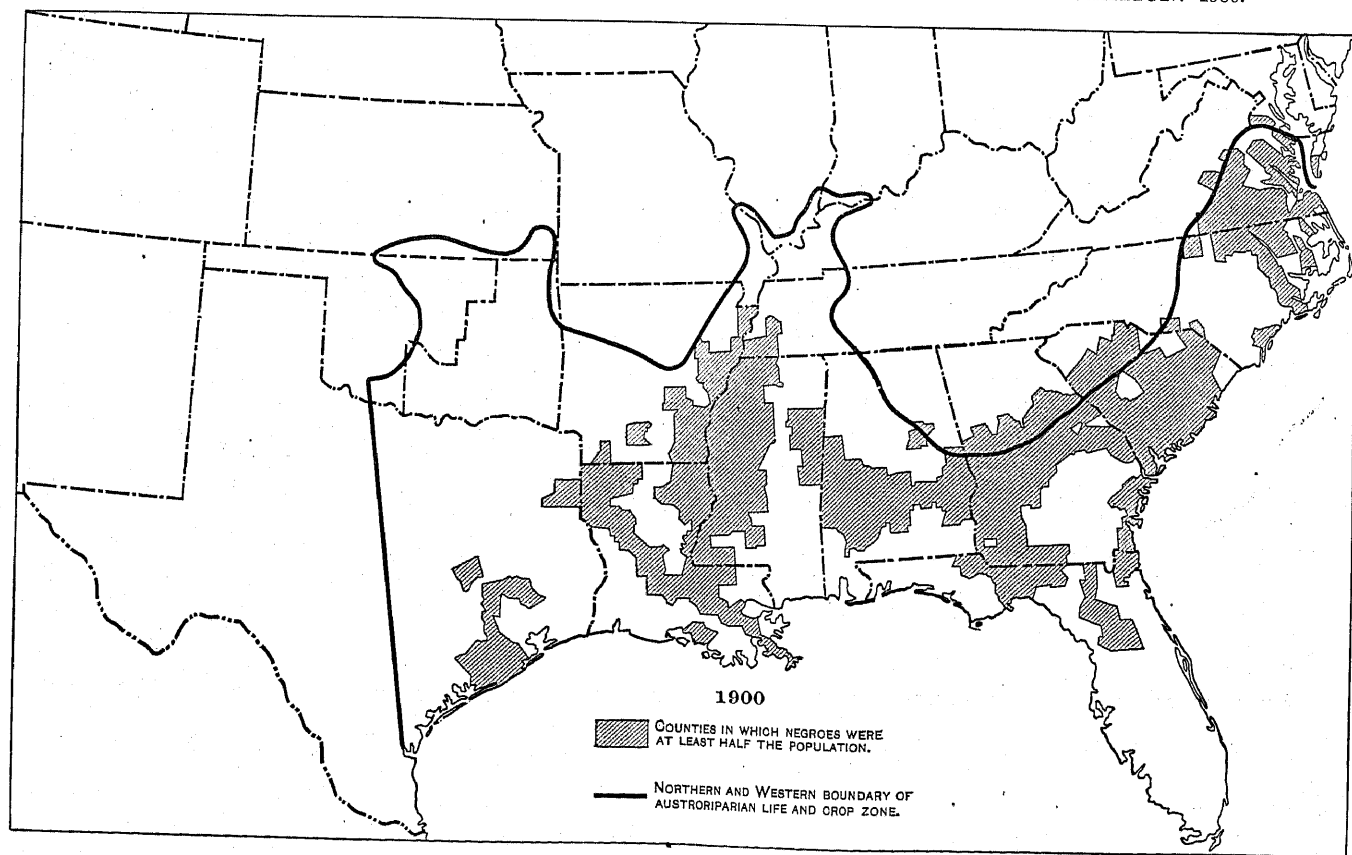 1900
COUNTIES IN WHICH NEGROES WERE
AT LEAST HALF THE POPULATION.
NORTHERN AND WESTERN BOUNDARY OF
AUSTRORIPARIAN LIFE AND CROP ZONE.